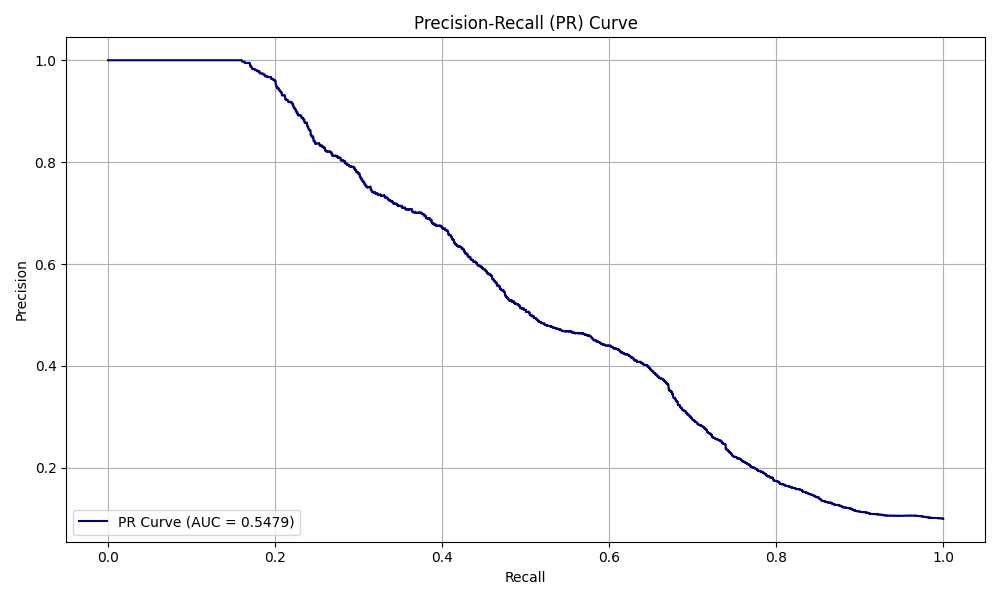 Precision-Recall (PR) Curve
1.0
0.8
0.6
0.4
0.2
Precision
PR Curve (AUC = 0.5479)
0.0 0.2 0.4 0.6 0.8 1.0
Recall